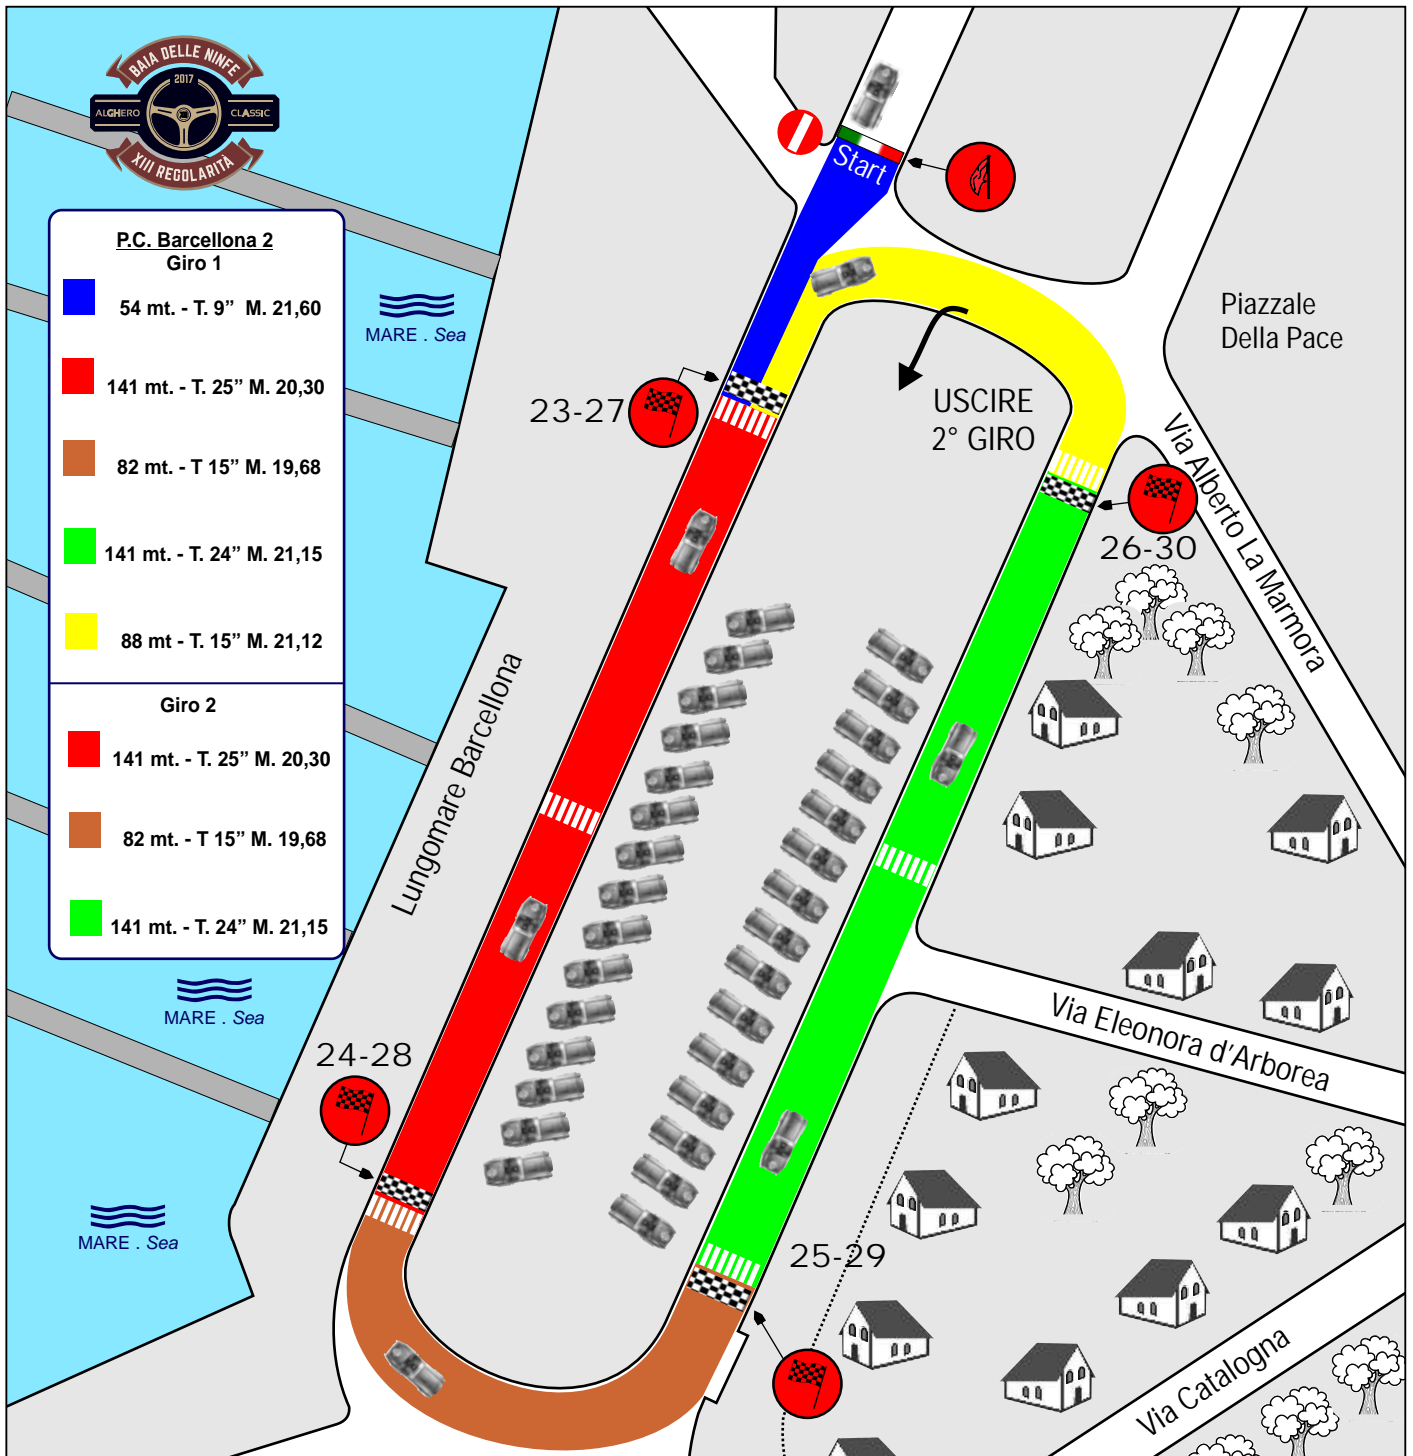 BAIA DELLE NINFE
2017
ALGHERO CLASSIC
XIII REGOLARITÀ
P.C. Barcellona 2
Giro 1
54 mt. - T. 9” M. 21,60
141 mt. - T. 25” M. 20,30
82 mt. - T 15” M. 19,68
141 mt. - T. 24” M. 21,15
88 mt - T. 15” M. 21,12
Giro 2
141 mt. - T. 25” M. 20,30
82 mt. - T 15” M. 19,68
141 mt. - T. 24” M. 21,15
Start
MARE . Sea
Piazzale
Della Pace
23-27
USCIRE
2° GIRO
Via Alberto La Marmora
26-30
Lungomare Barcellona
MARE . Sea
Via Eleonora d'Arborea
24-28
MARE . Sea
25-29
Via Catalogna